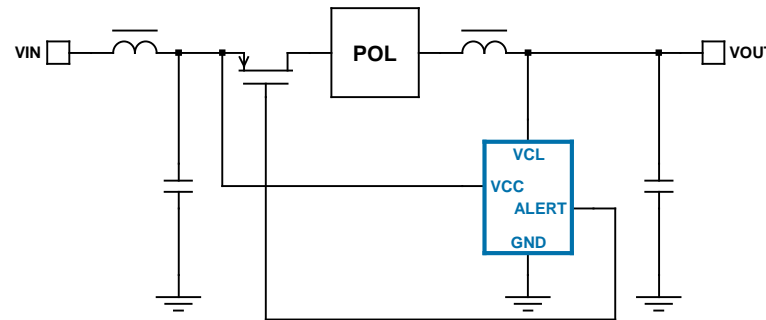 VIN
POL
VOUT
VCL
VCC
ALERT
GND